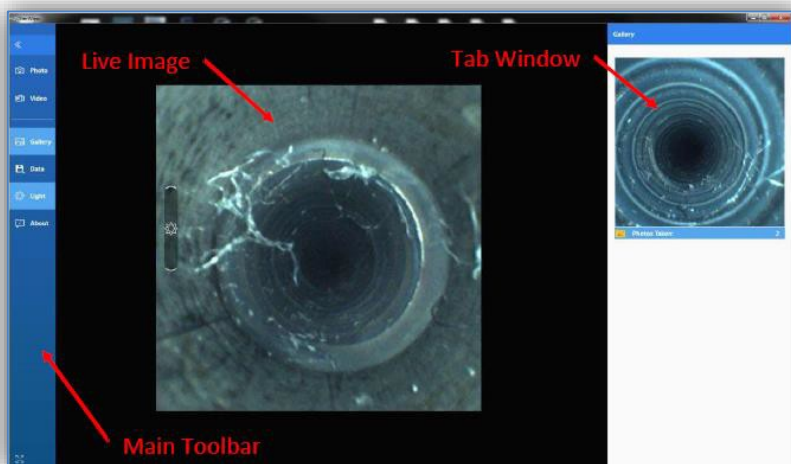 Gallery
Live Image
Tab Window
Photo
Video
Gallery
Data
Light
About
Photos Taken: 2
Main Toolbar